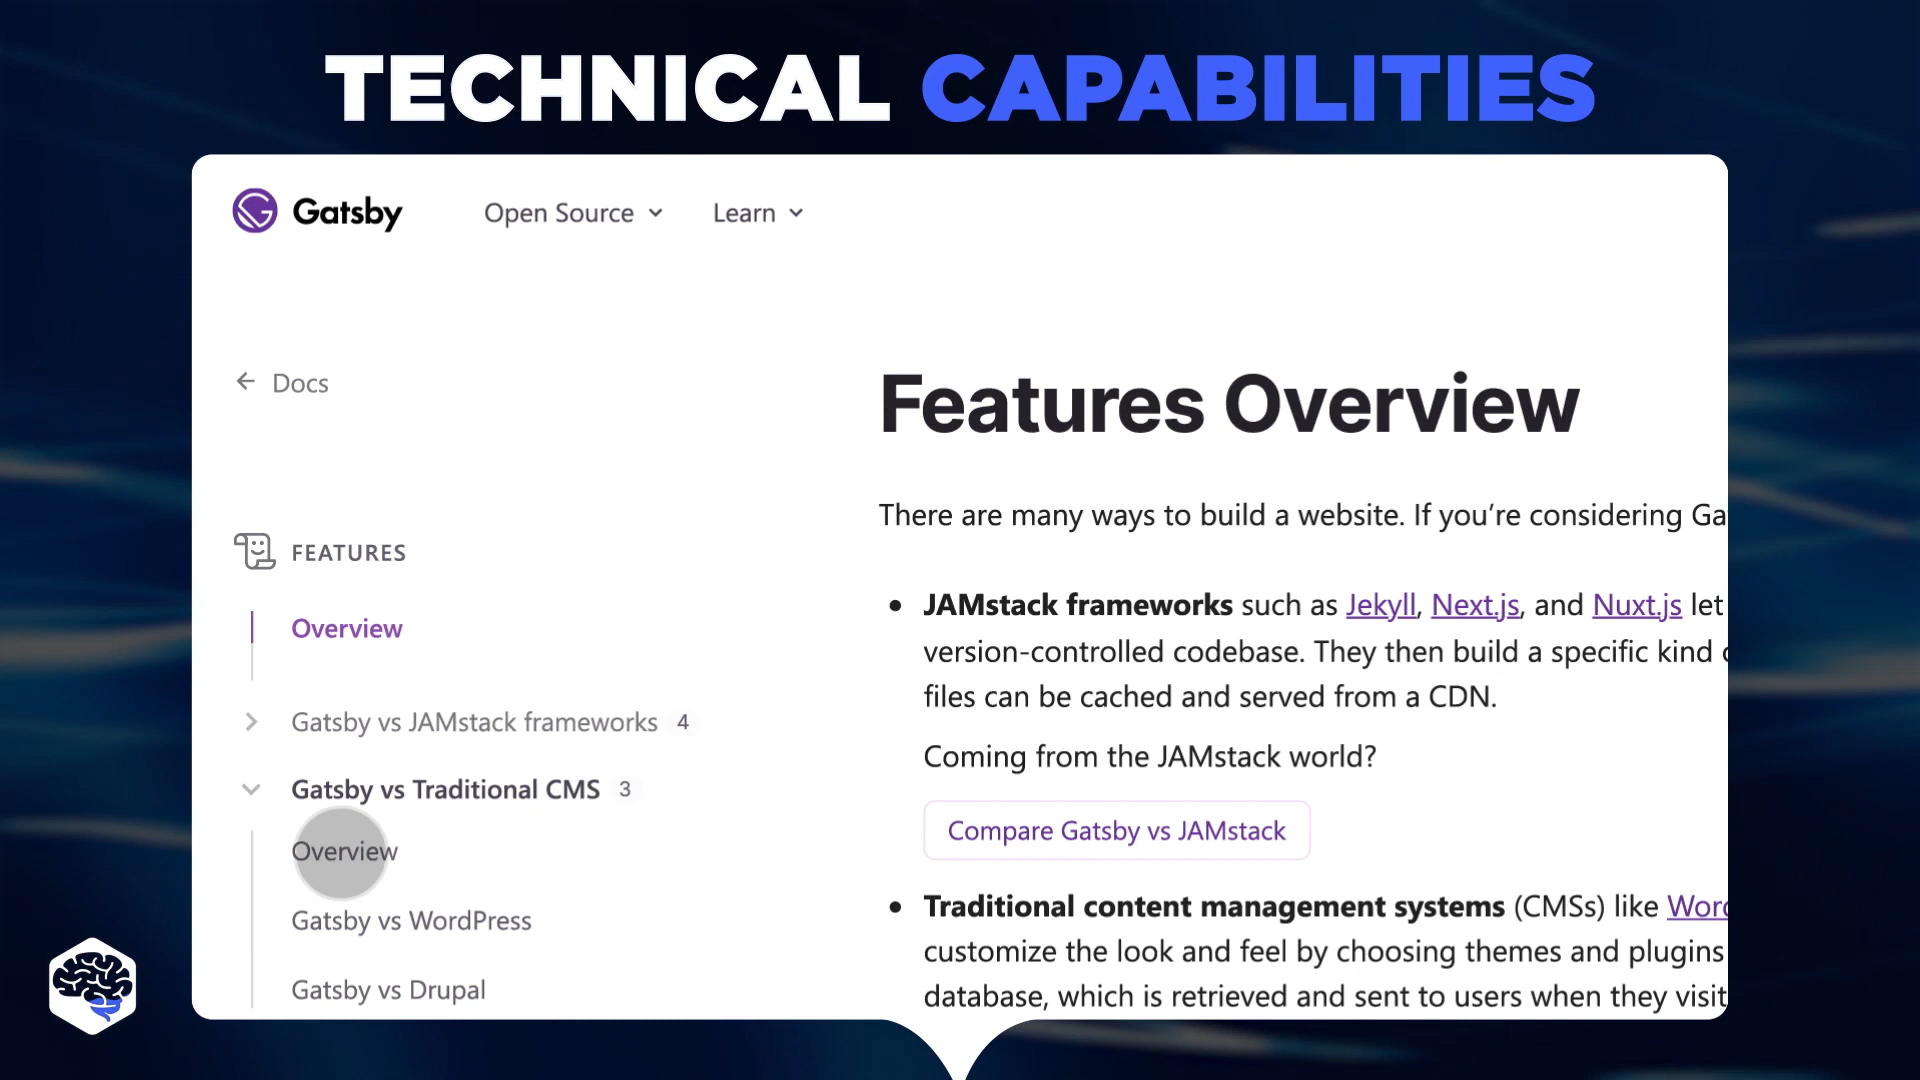 TECHNICAL CAPABILITIES
Gatsby
Open Source
Learn
Docs
FEATURES
Overview
Gatsby vs JAMstack frameworks 4
Gatsby vs Traditional CMS 3
Overview
Gatsby vs WordPress
Gatsby vs Drupal
Features Overview
There are many ways to build a website. If you’re considering Ga
• JAMstack frameworks such as Jekyll, Next.js, and Nuxt.js let
version-controlled codebase. They then build a specific kind
files can be cached and served from a CDN.
Coming from the JAMstack world?
Compare Gatsby vs JAMstack
• Traditional content management systems (CMSs) like Word
customize the look and feel by choosing themes and plugins
database, which is retrieved and sent to users when they visit